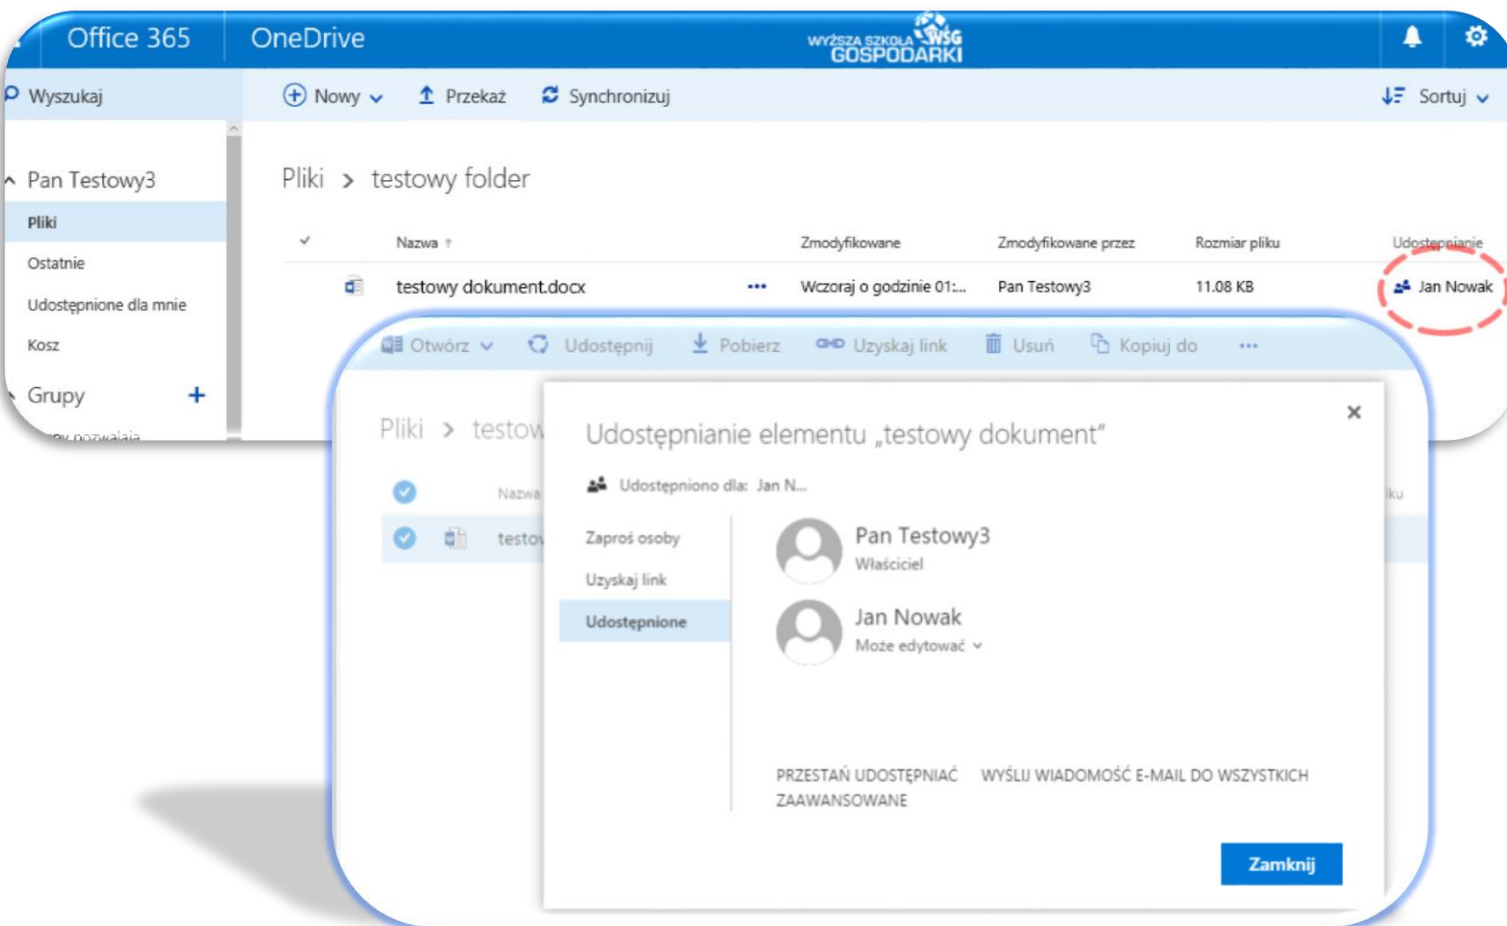 Office 365 OneDrive WYŻSZA SZKOŁA WSG
GOSPODARKI
Wyszukaj Nowy Przekaż Synchronizuj Sortuj
Pan Testowy3
Pliki > testowy folder
Pliki
Nazwa ↑ Zmodyfikowane Zmodyfikowane przez Rozmiar pliku Udostępnianie
Ostatnie
testowy dokument.docx ... Wczoraj o godzinie 01:... Pan Testowy3 11.08 KB Jan Nowak
Udostępnione dla mnie
Kosz
Grupy +
Otwórz Udostępnij Pobierz Uzyskaj link Usuń Kopiuj do ...
Pliki > testow
Udostępnianie elementu „testowy dokument”
Udostępniono dla: Jan N...
Nazwa
iku
testow
Zaproś osoby
Uzyskaj link
Udostępnione
Pan Testowy3
Właściciel
Jan Nowak
Może edytować
PRZESTAŃ UDOSTĘPNIAĆ WYŚLIJ WIADOMOŚĆ E-MAIL DO WSZYSTKICH
ZAAWANSOWANE
Zamknij